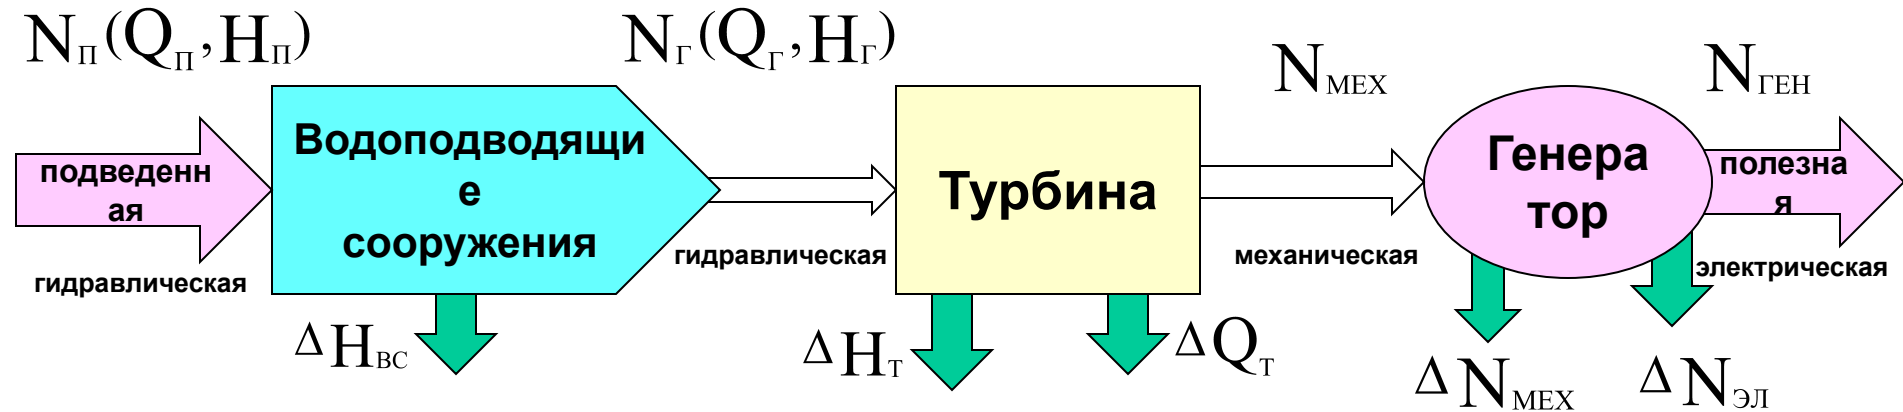 Nп(Qп,Hп)
Nг(Qг,Hг)
NМЕХ
NГЕН
подведенн
ая
Водоподводящи
е
сооружения
Турбина
Генера
тор
полезна
я
гидравлическая
гидравлическая
механическая
электрическая
ΔHВС
ΔHТ
ΔQТ
ΔNМЕХ
ΔNЭЛ